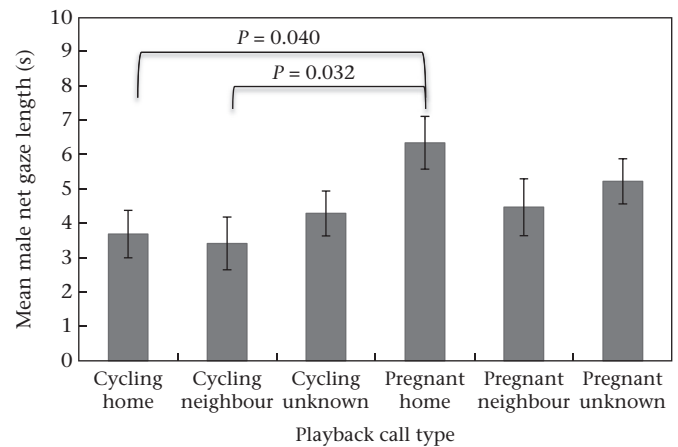 10
9
8
7
6
5
4
3
2
1
0
Mean male net gaze length (s)
P = 0.040
P = 0.032
Cycling home
Cycling neighbour
Cycling unknown
Pregnant home
Pregnant neighbour
Pregnant unknown
Playback call type